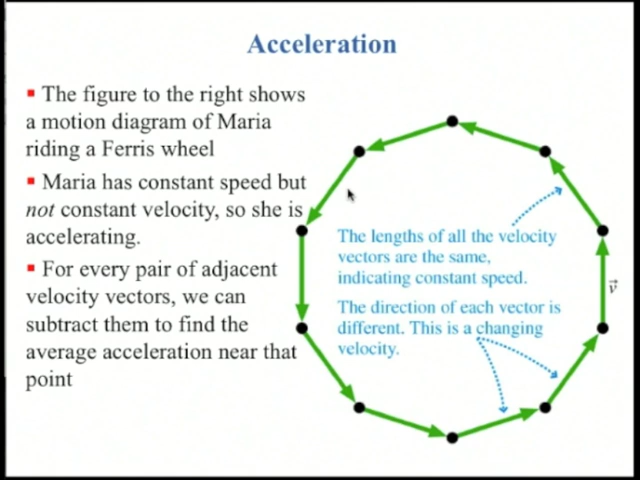 Acceleration
▪ The figure to the right shows
a motion diagram of Maria
riding a Ferris wheel
▪ Maria has constant speed but
not constant velocity, so she is
accelerating.
▪ For every pair of adjacent
velocity vectors, we can
subtract them to find the
average acceleration near that
point
The lengths of all the velocity
vectors are the same,
indicating constant speed.
The direction of each vector is
different. This is a changing
velocity.
v⃗